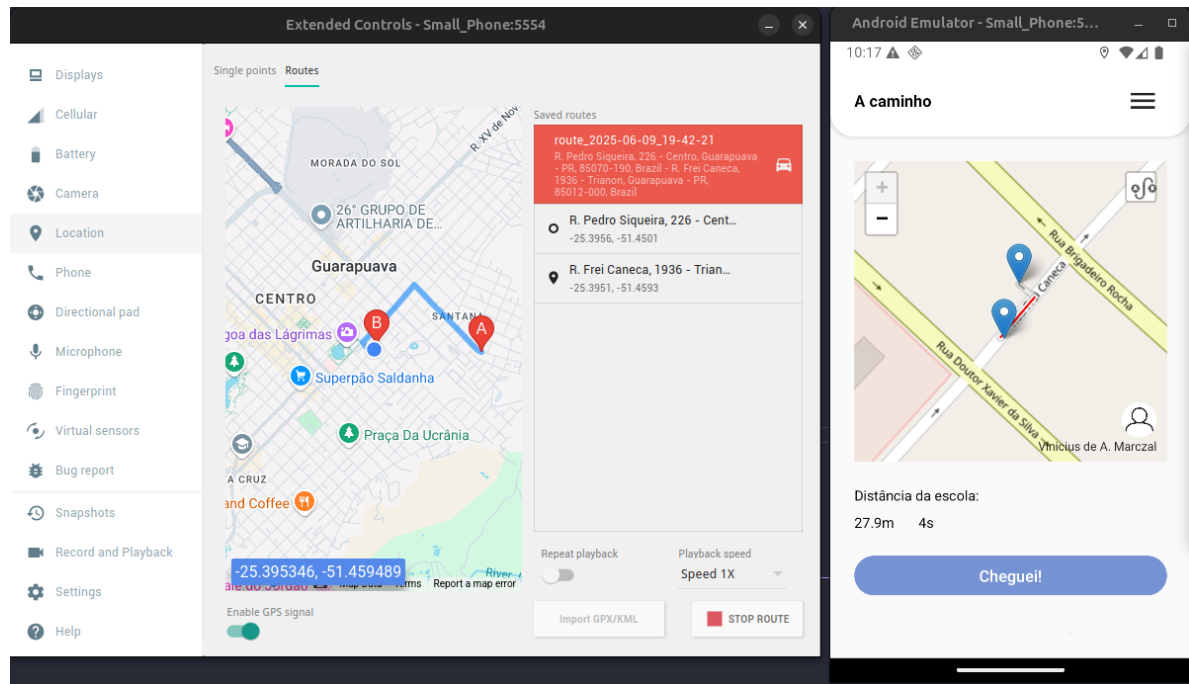 Extended Controls - Small_Phone:5554
Displays
Cellular
Battery
Camera
Location
Phone
Directional pad
Microphone
Fingerprint
Virtual sensors
Bug report
Snapshots
Record and Playback
Settings
Help
Single points
Routes
R. XV de Nov
MORADA DO SOL
26° GRUPO DE
ARTILHARIA DE...
Guarapuava
CENTRO
SANTANA
goa das Lágrimas
B
A
Superpão Saldanha
Praça Da Ucrânia
A CRUZ
and Coffee
-25.395346, -51.459489
River
Terms
Report a map error
Enable GPS signal
Saved routes
route_2025-06-09_19-42-21
R. Pedro Siqueira, 226 - Centro, Guarapuava
- PR, 85070-190, Brazil - R. Frei Caneca,
1936 - Trianon, Guarapuava - PR,
85012-000, Brazil
R. Pedro Siqueira, 226 - Cent...
-25.3956, -51.4501
R. Frei Caneca, 1936 - Trian...
-25.3951, -51.4593
Repeat playback
Playback speed
Speed 1X
Import GPX/KML
STOP ROUTE
Android Emulator - Small_Phone:5...
10:17
A caminho
+
−
Rua Brigadeiro Rocha
Caneca
Rua Doutor Xavier da Silva
Vinicius de A. Marczal
Distância da escola:
27.9m 4s
Cheguei!